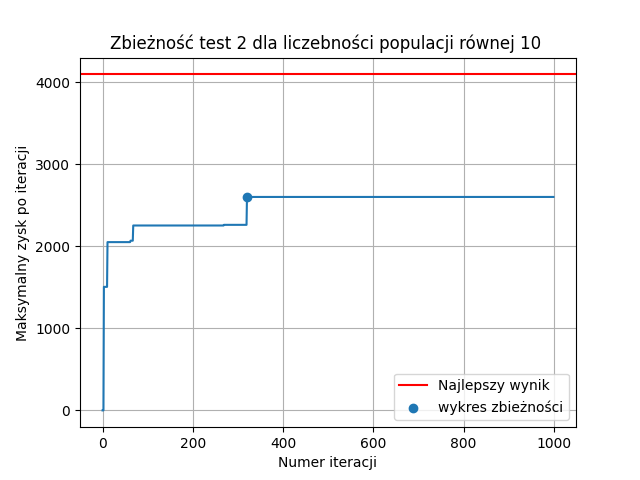 Zbieżność test 2 dla liczebności populacji równej 10
Maksymalny zysk po iteracji
4000
3000
2000
1000
0
0 200 400 600 800 1000
Numer iteracji
Najlepszy wynik
wykres zbieżności